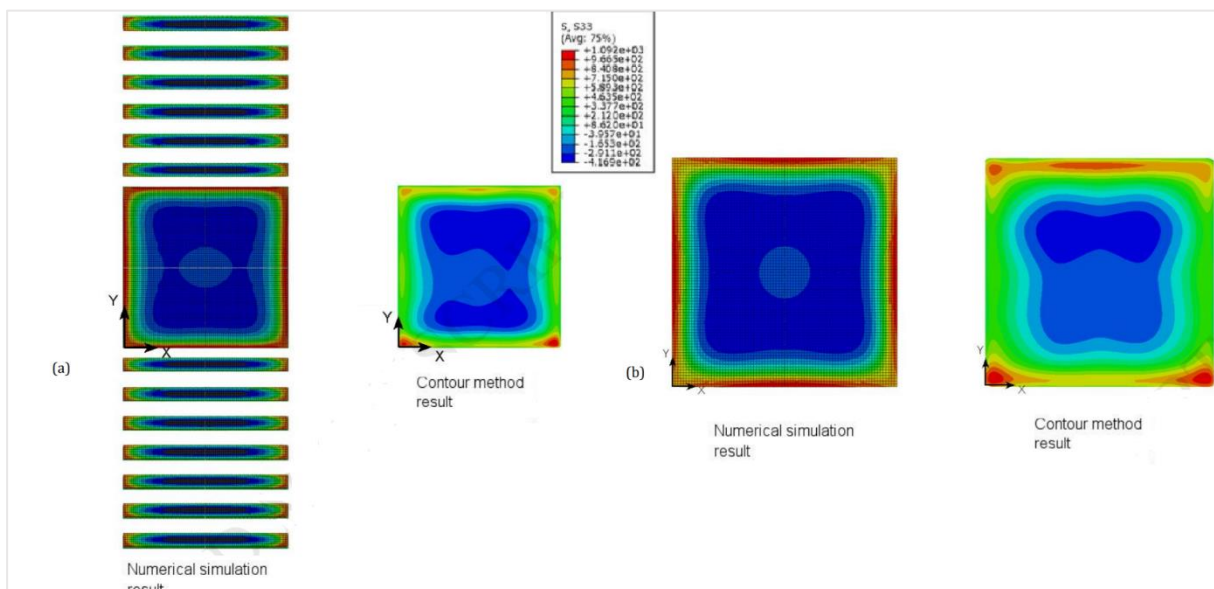 S, S33
(Avg: 75%)
+1.092e+03
+9.665e+02
+8.408e+02
+7.150e+02
+5.893e+02
+4.635e+02
+3.377e+02
+2.120e+02
+8.620e+01
-3.957e+01
-1.653e+02
-2.911e+02
-4.169e+02
Y
X
(a)
Numerical simulation
result
Y
X
Contour method
result
Y
X
(b)
Numerical simulation
result
Y
X
Contour method
result